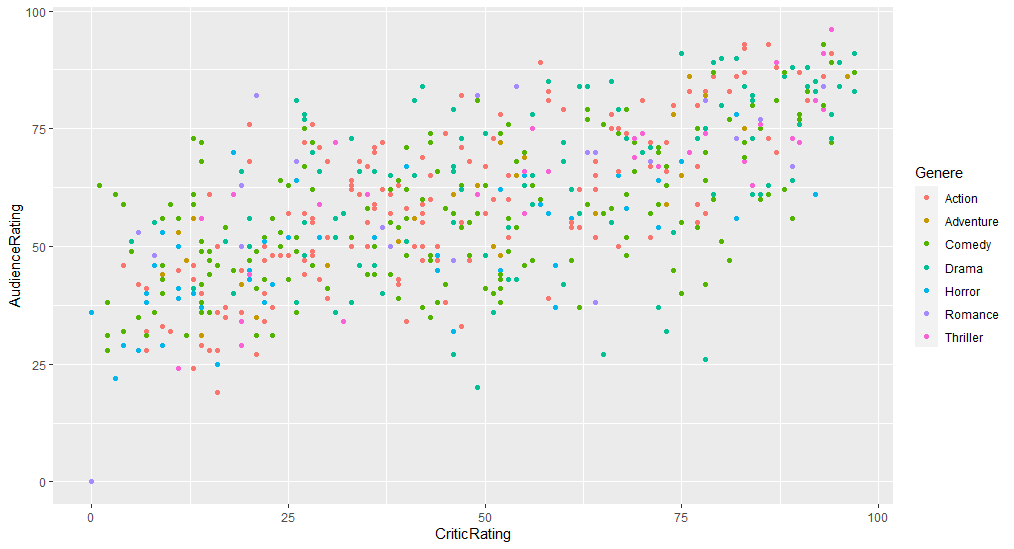 100
75
50
25
0
AudienceRating
0 25 50 75 100
CriticRating
Genere
Action
Adventure
Comedy
Drama
Horror
Romance
Thriller